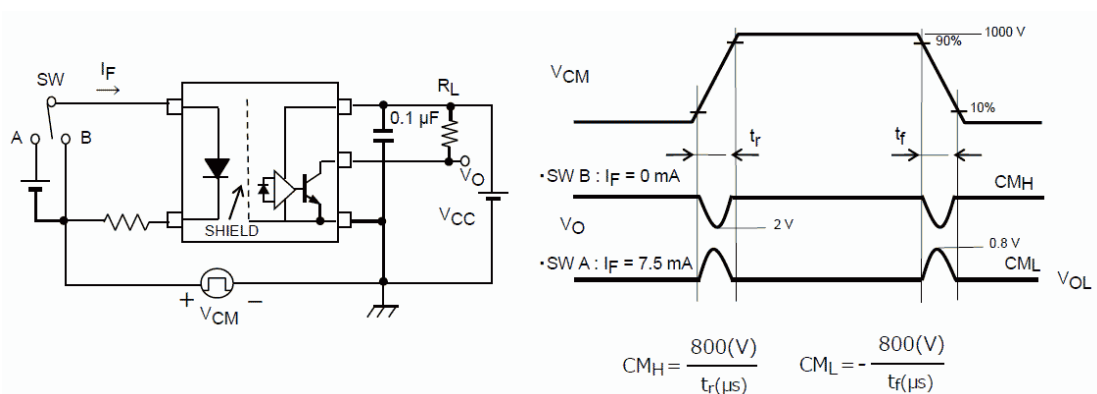 SW
IF
→
A
B
SHIELD
0.1 µF
RL
VO
VCC
+
VCM
−
VCM
1000 V
90%
10%
tr
tf
・SW B : IF = 0 mA
CMH
VO
2 V
0.8 V
・SW A : IF = 7.5 mA
CML
VOL
CMH = 800(V) / tr(µs)
CML = - 800(V) / tf(µs)